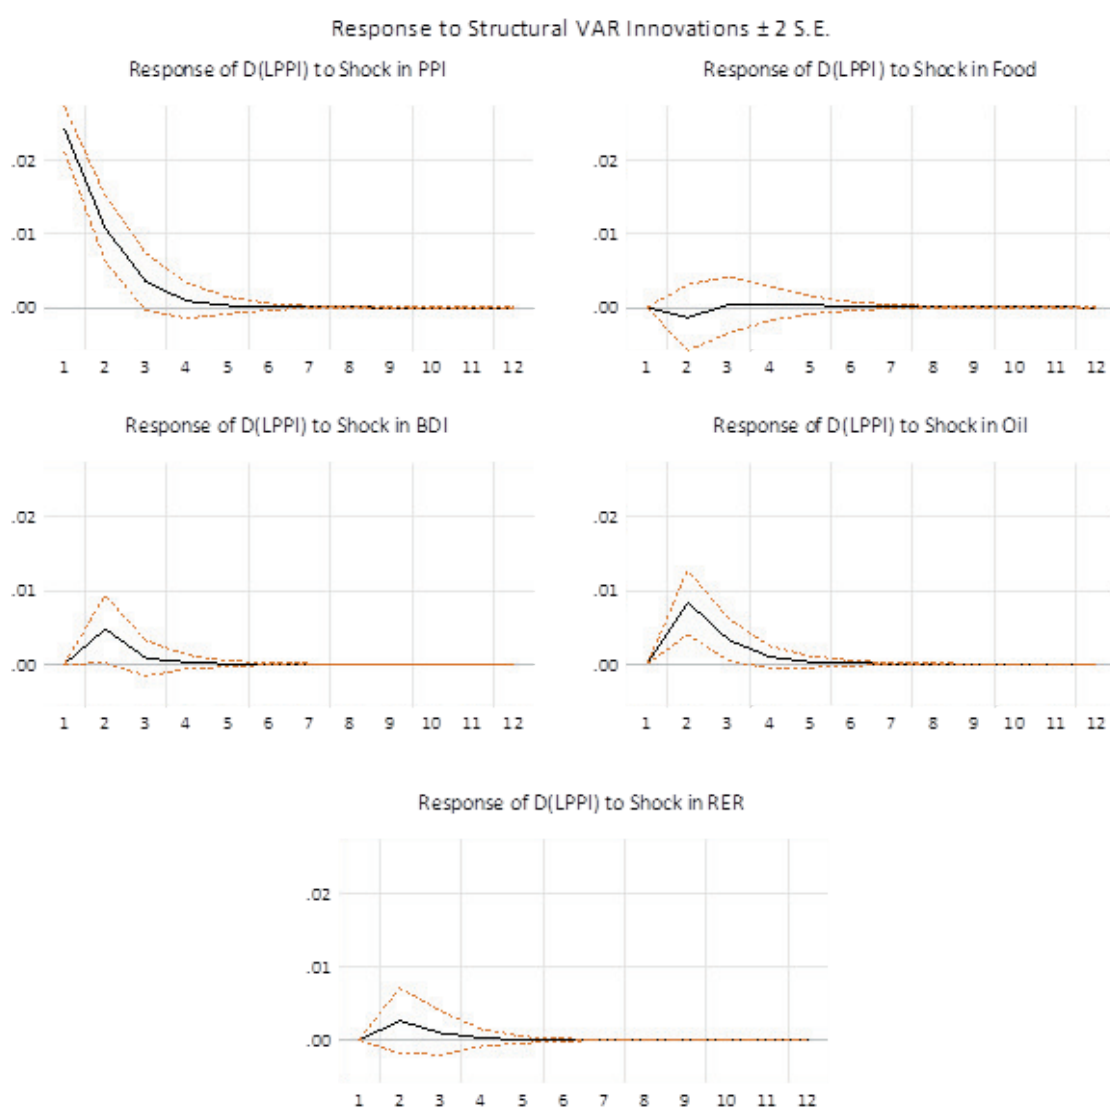 Response to Structural VAR Innovations ± 2 S.E.
Response of D(LPPI) to Shock in PPI
.02
.01
.00
1 2 3 4 5 6 7 8 9 10 11 12
Response of D(LPPI) to Shock in Food
.02
.01
.00
1 2 3 4 5 6 7 8 9 10 11 12
Response of D(LPPI) to Shock in BDI
.02
.01
.00
1 2 3 4 5 6 7 8 9 10 11 12
Response of D(LPPI) to Shock in Oil
.02
.01
.00
1 2 3 4 5 6 7 8 9 10 11 12
Response of D(LPPI) to Shock in RER
.02
.01
.00
1 2 3 4 5 6 7 8 9 10 11 12